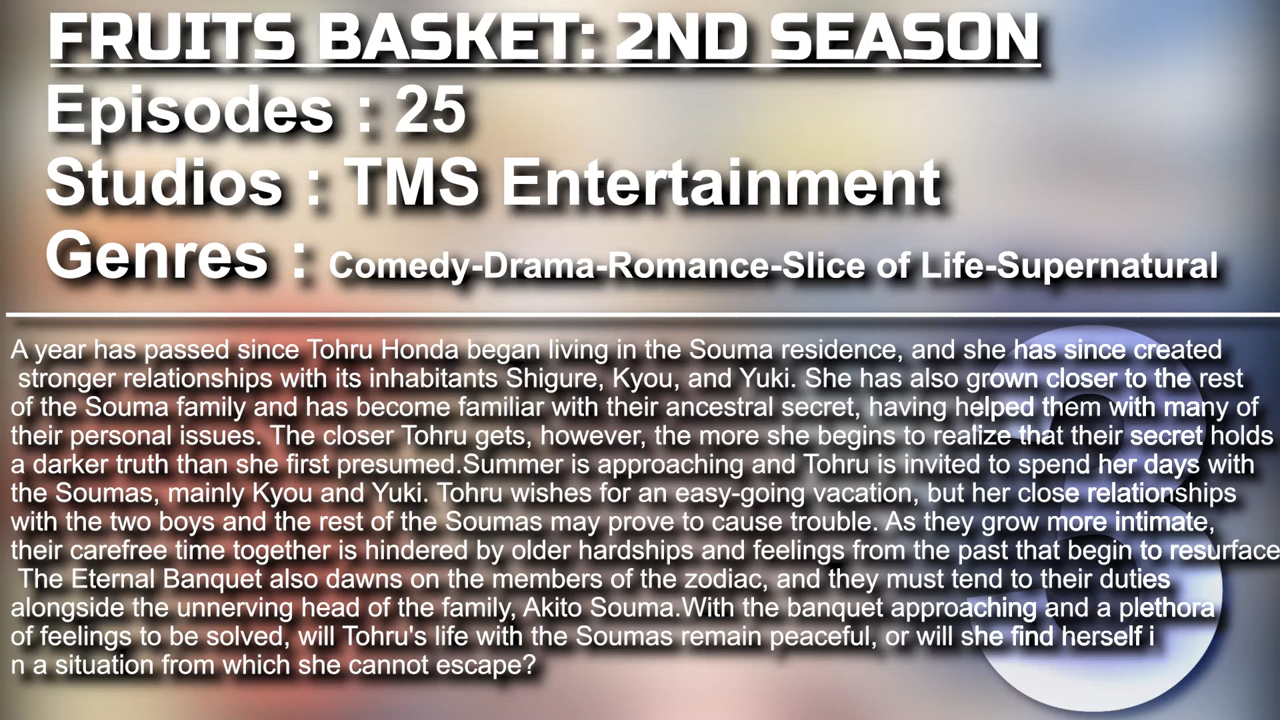 FRUITS BASKET: 2ND SEASON
Episodes : 25
Studios : TMS Entertainment
Genres : Comedy-Drama-Romance-Slice of Life-Supernatural
A year has passed since Tohru Honda began living in the Souma residence, and she has since created
stronger relationships with its inhabitants Shigure, Kyou, and Yuki. She has also grown closer to the rest
of the Souma family and has become familiar with their ancestral secret, having helped them with many of
their personal issues. The closer Tohru gets, however, the more she begins to realize that their secret holds
a darker truth than she first presumed.Summer is approaching and Tohru is invited to spend her days with
the Soumas, mainly Kyou and Yuki. Tohru wishes for an easy-going vacation, but her close relationships
with the two boys and the rest of the Soumas may prove to cause trouble. As they grow more intimate,
their carefree time together is hindered by older hardships and feelings from the past that begin to resurface
The Eternal Banquet also dawns on the members of the zodiac, and they must tend to their duties
alongside the unnerving head of the family, Akito Souma.With the banquet approaching and a plethora
of feelings to be solved, will Tohru's life with the Soumas remain peaceful, or will she find herself i
n a situation from which she cannot escape?
3